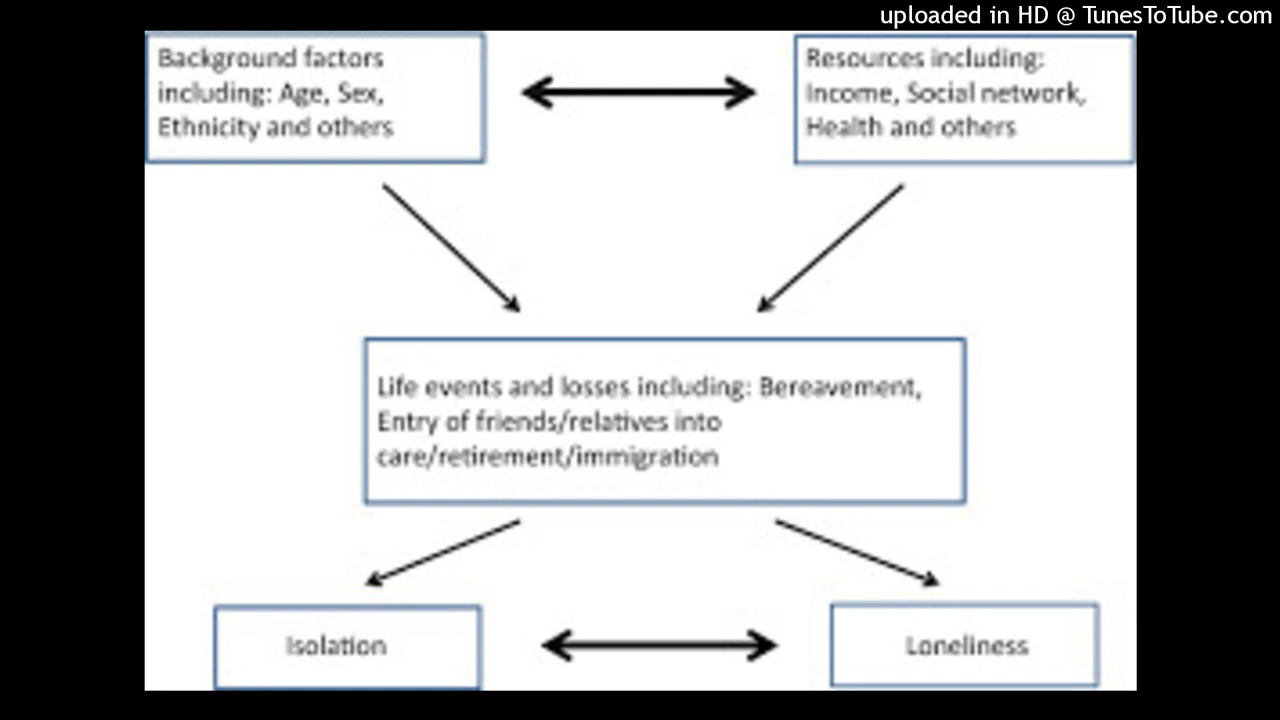 uploaded in HD @ TunesToTube.com
Background factors
including: Age, Sex,
Ethnicity and others
Resources including:
Income, Social network,
Health and others
Life events and losses including: Bereavement,
Entry of friends/relatives into
care/retirement/immigration
Isolation
Loneliness